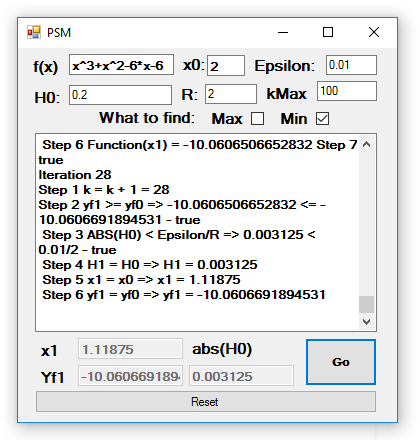 PSM
f(x) x^3+x^2-6*x-6 x0: 2 Epsilon: 0.01
H0: 0.2 R: 2 kMax 100
What to find: Max Min
Step 6 Function(x1) = -10.0606506652832 Step 7
true
Iteration 28
Step 1 k = k + 1 = 28
Step 2 yf1 >= yf0 => -10.0606506652832 <= -
10.0606691894531 - true
Step 3 ABS(H0) < Epsilon/R => 0.003125 <
0.01/2 - true
Step 4 H1 = H0 => H1 = 0.003125
Step 5 x1 = x0 => x1 = 1.11875
Step 6 yf1 = yf0 => yf1 = -10.0606691894531
x1 1.11875 abs(H0)
Yf1 -10.060669189 0.003125
Go
Reset